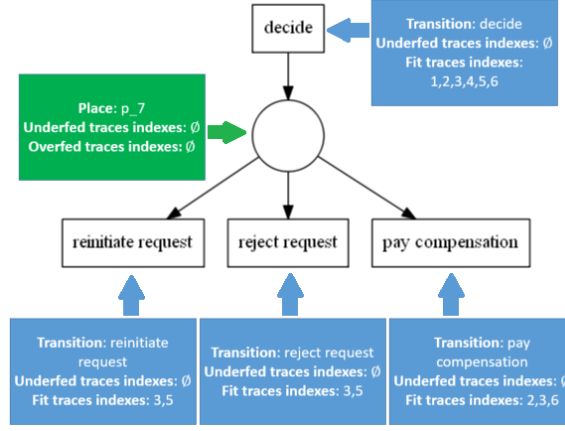 decide
Transition: decide
Underfed traces indexes: Ø
Fit traces indexes:
1,2,3,4,5,6
Place: p_7
Underfed traces indexes: Ø
Overfed traces indexes: Ø
reinitiate request
reject request
pay compensation
Transition: reinitiate
request
Underfed traces indexes: Ø
Fit traces indexes: 3,5
Transition: reject request
Underfed traces indexes: Ø
Fit traces indexes: 3,5
Transition: pay
compensation
Underfed traces indexes: Ø
Fit traces indexes: 2,3,6